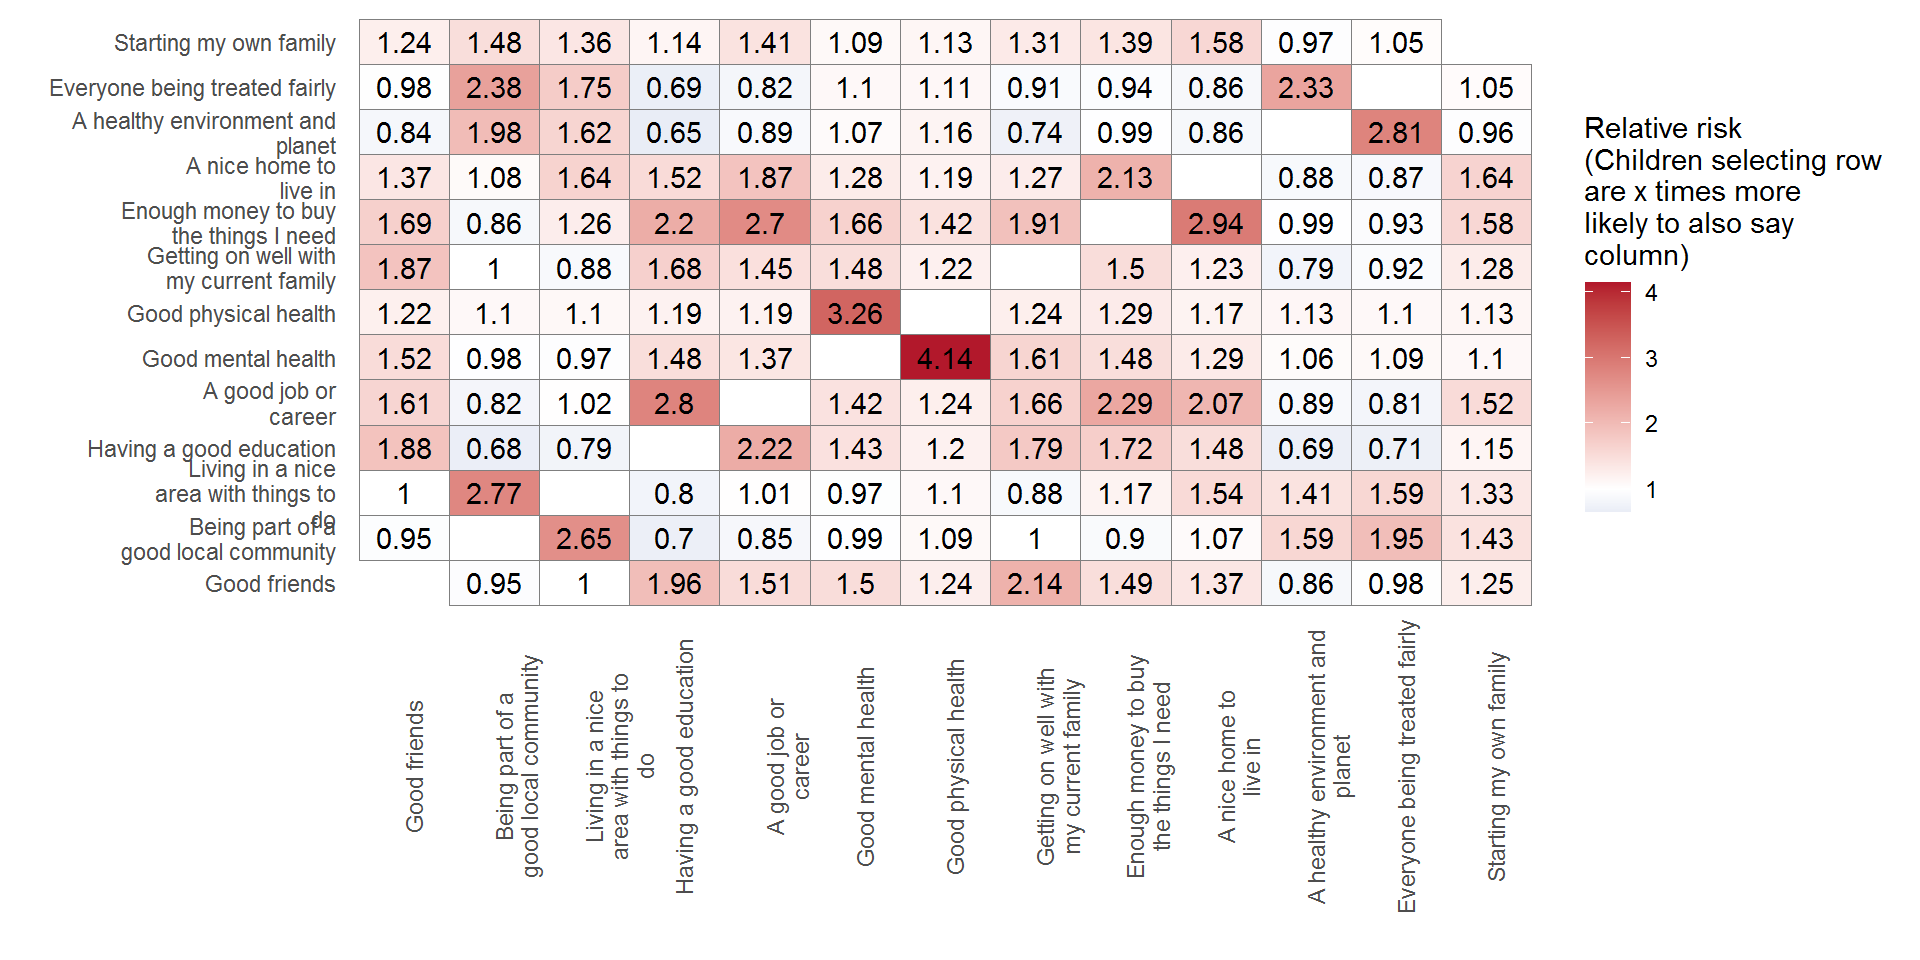 Starting my own family 1.24 1.48 1.36 1.14 1.41 1.09 1.13 1.31 1.39 1.58 0.97 1.05
Everyone being treated fairly 0.98 2.38 1.75 0.69 0.82 1.1 1.11 0.91 0.94 0.86 2.33 1.05
A healthy environment and
planet 0.84 1.98 1.62 0.65 0.89 1.07 1.16 0.74 0.99 0.86 2.81 0.96
A nice home to
live in 1.37 1.08 1.64 1.52 1.87 1.28 1.19 1.27 2.13 0.88 0.87 1.64
Enough money to buy
the things I need 1.69 0.86 1.26 2.2 2.7 1.66 1.42 1.91 2.94 0.99 0.93 1.58
Getting on well with
my current family 1.87 1 0.88 1.68 1.45 1.48 1.22 1.5 1.23 0.79 0.92 1.28
Good physical health 1.22 1.1 1.1 1.19 1.19 3.26 1.24 1.29 1.17 1.13 1.1 1.13
Good mental health 1.52 0.98 0.97 1.48 1.37 4.14 1.61 1.48 1.29 1.06 1.09 1.1
A good job or
career 1.61 0.82 1.02 2.8 1.42 1.24 1.66 2.29 2.07 0.89 0.81 1.52
Having a good education 1.88 0.68 0.79 2.22 1.43 1.2 1.79 1.72 1.48 0.69 0.71 1.15
Living in a nice
area with things to
do 1 2.77 0.8 1.01 0.97 1.1 0.88 1.17 1.54 1.41 1.59 1.33
Being part of a
good local community 0.95 2.65 0.7 0.85 0.99 1.09 1 0.9 1.07 1.59 1.95 1.43
Good friends 0.95 1 1.96 1.51 1.5 1.24 2.14 1.49 1.37 0.86 0.98 1.25
Good friends
Being part of a
good local community
Living in a nice
area with things to
do
Having a good education
A good job or
career
Good mental health
Good physical health
Getting on well with
my current family
Enough money to buy
the things I need
A nice home to
live in
A healthy environment and
planet
Everyone being treated fairly
Starting my own family
Relative risk
(Children selecting row
are x times more
likely to also say
column)
4
3
2
1